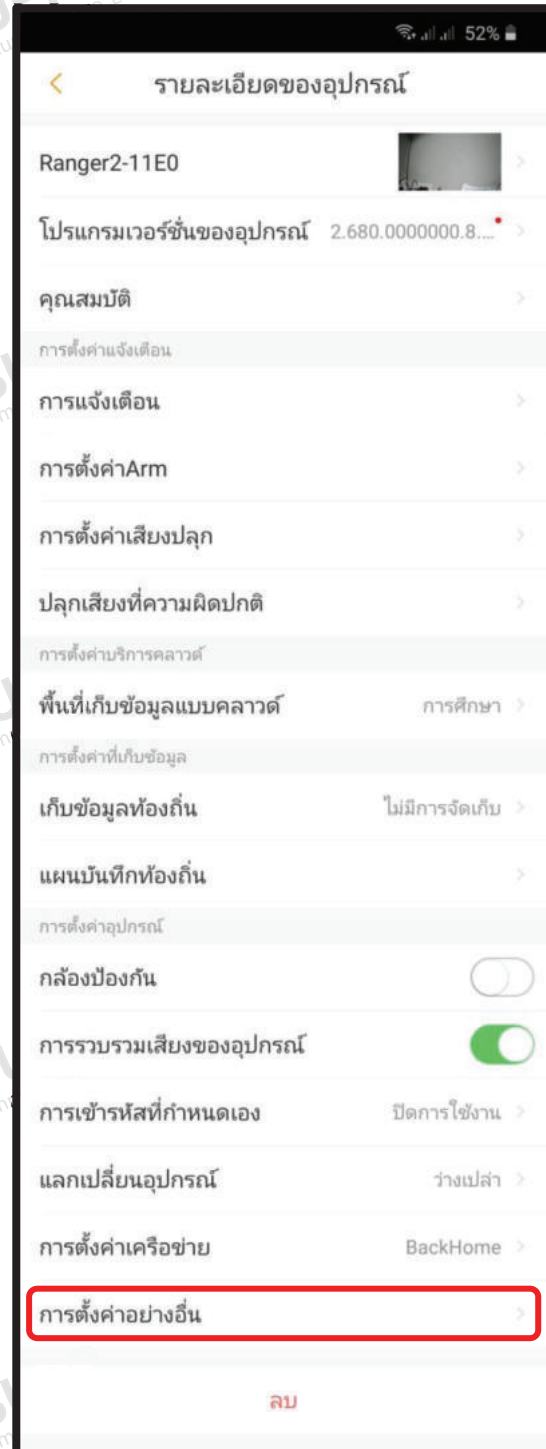 52%
รายละเอียดของอุปกรณ์
Ranger2-11E0
โปรแกรมเวอร์ชั่นของอุปกรณ์ 2.680.0000000.8....
คุณสมบัติ
การตั้งค่าแจ้งเตือน
การแจ้งเตือน
การตั้งค่าArm
การตั้งค่าเสียงปลุก
ปลุกเสียงที่ความผิดปกติ
การตั้งค่าบริการคลาวด์
พื้นที่เก็บข้อมูลแบบคลาวด์ การศึกษา
การตั้งค่าที่เก็บข้อมูล
เก็บข้อมูลท้องถิ่น ไม่มีการจัดเก็บ
แผนบันทึกท้องถิ่น
การตั้งค่าอุปกรณ์
กล้องป้องกัน
การรวบรวมเสียงของอุปกรณ์
การเข้ารหัสที่กำหนดเอง ปิดการใช้งาน
แลกเปลี่ยนอุปกรณ์ ว่างเปล่า
การตั้งค่าเครือข่าย BackHome
การตั้งค่าอย่างอื่น
ลบ